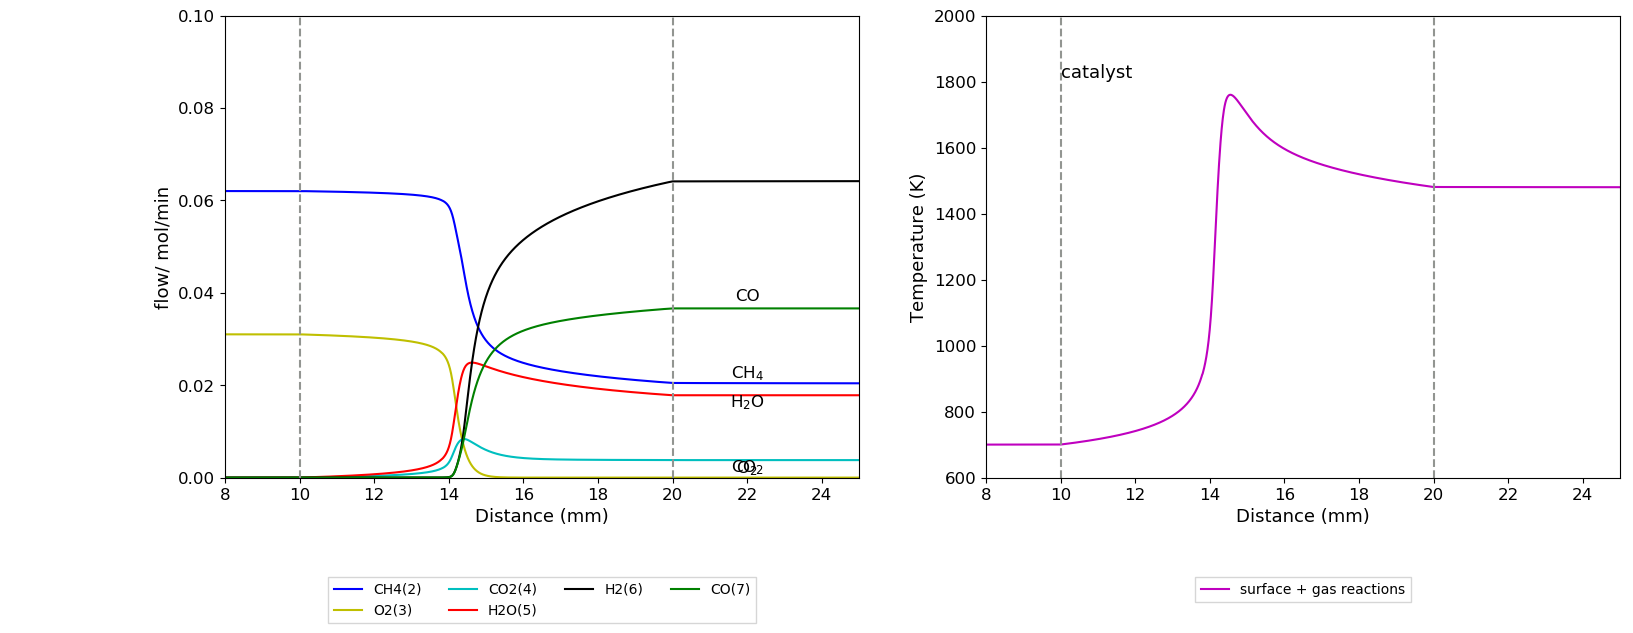 0.10
0.08
0.06
0.04
0.02
0.00
flow/ mol/min
CO
CH4
H2O
CO2
O2
8 10 12 14 16 18 20 22 24
Distance (mm)
CH4(2) CO2(4) H2(6) CO(7)
O2(3) H2O(5)
2000
1800
1600
1400
1200
1000
800
600
Temperature (K)
catalyst
8 10 12 14 16 18 20 22 24
Distance (mm)
surface + gas reactions